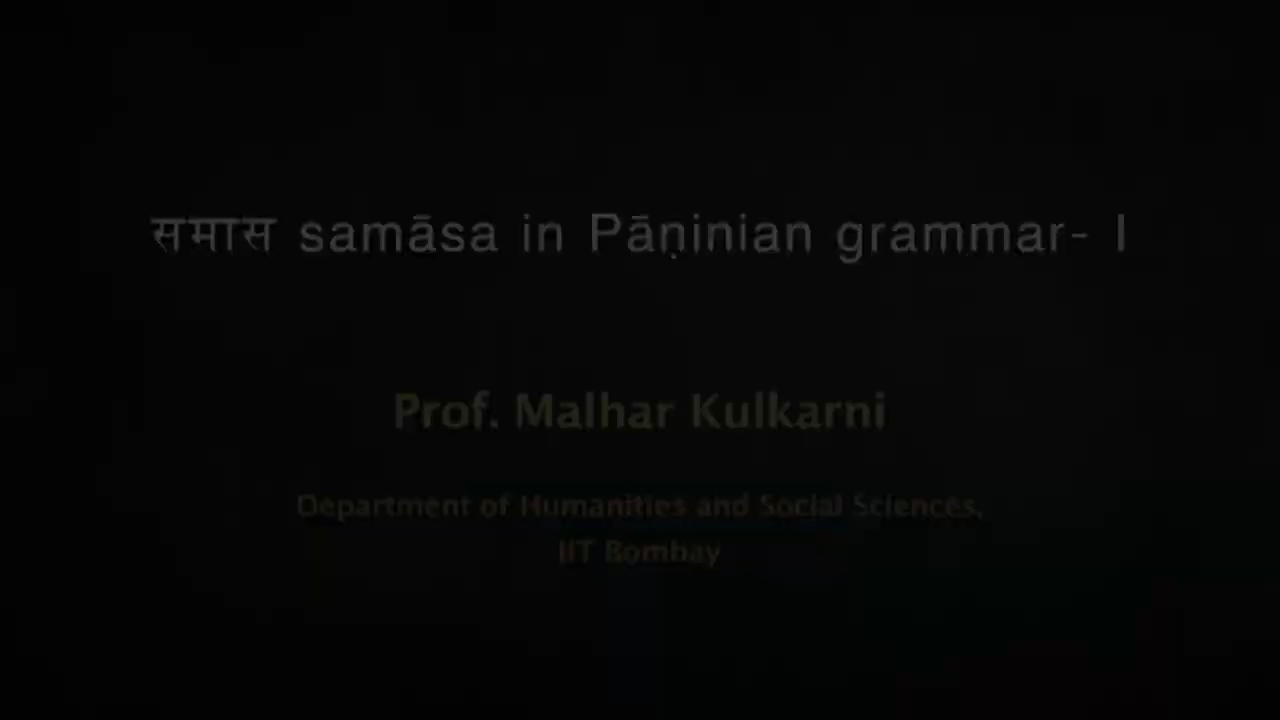 समास samāsa in Pāṇinian grammar- I
Prof. Malhar Kulkarni
Department of Humanities and Social Sciences,
IIT Bombay